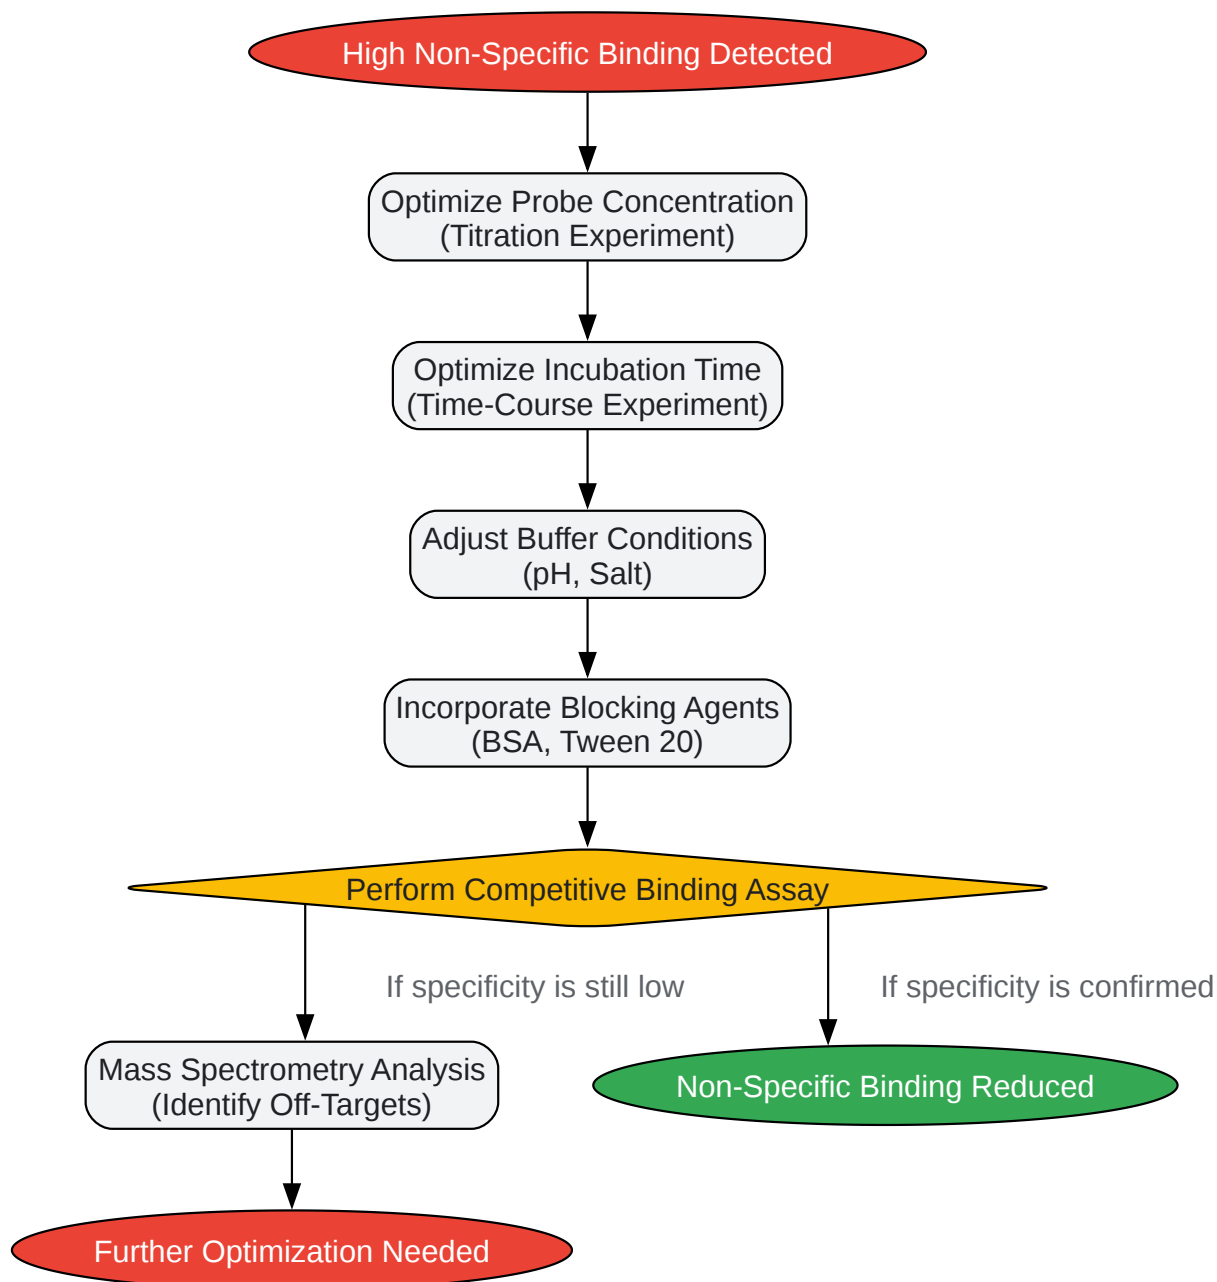 High Non-Specific Binding Detected
Optimize Probe Concentration
(Titration Experiment)
Optimize Incubation Time
(Time-Course Experiment)
Adjust Buffer Conditions
(pH, Salt)
Incorporate Blocking Agents
(BSA, Tween 20)
Perform Competitive Binding Assay
If specificity is still low
If specificity is confirmed
Mass Spectrometry Analysis
(Identify Off-Targets)
Non-Specific Binding Reduced
Further Optimization Needed